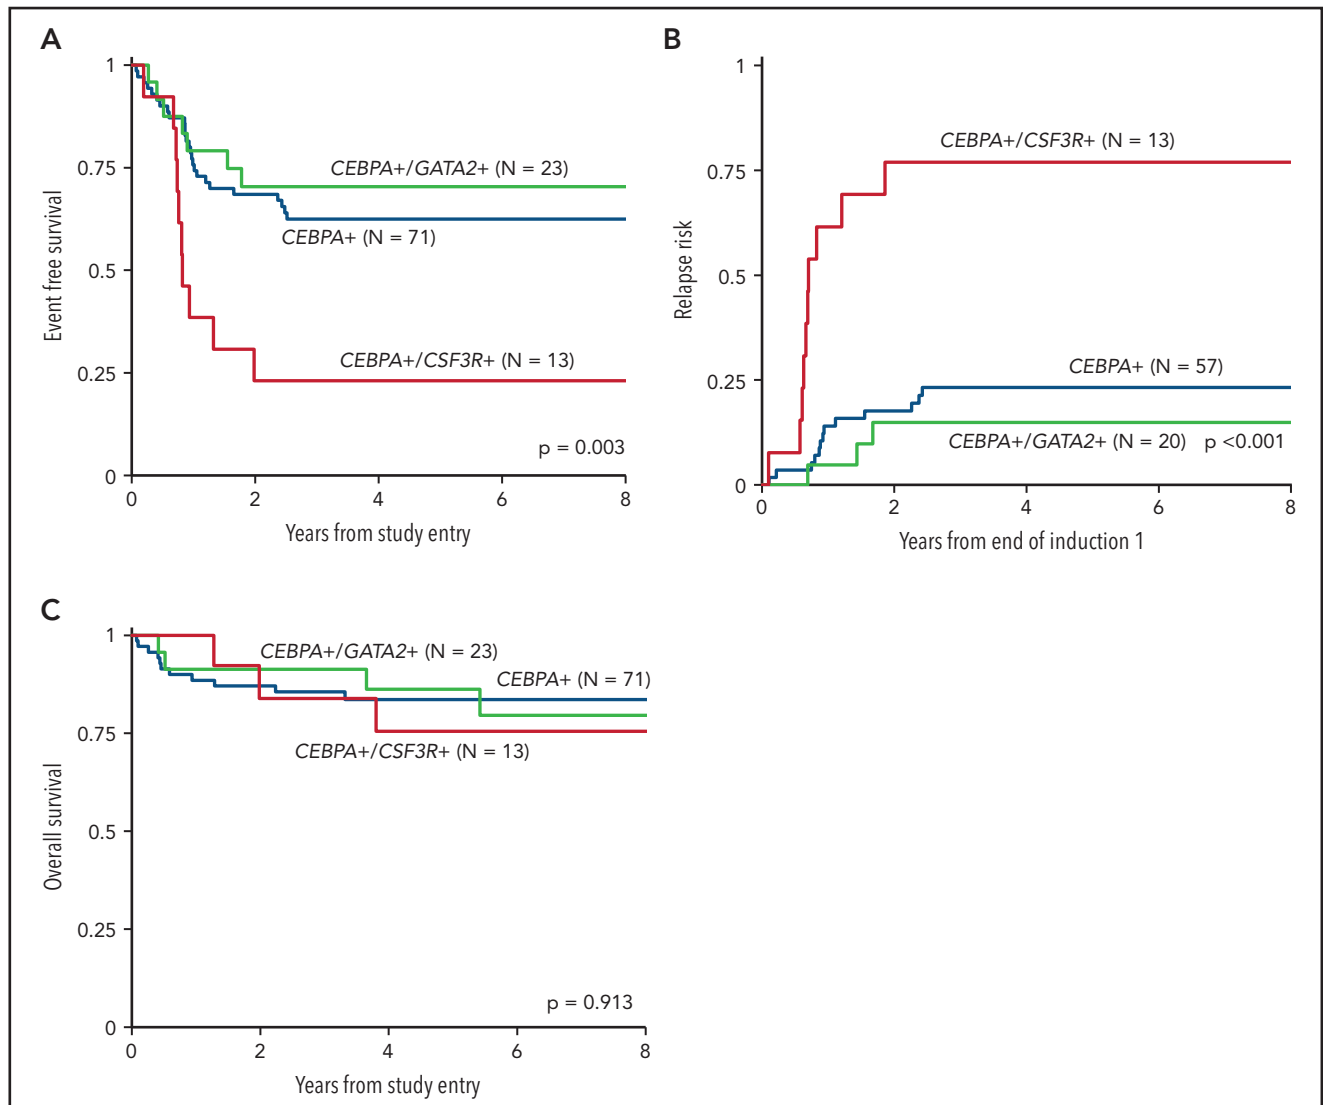 A
Event free survival
1
0.75
0.5
0.25
0
CEBPA+/GATA2+ (N = 23)
CEBPA+ (N = 71)
CEBPA+/CSF3R+ (N = 13)
p = 0.003
0 2 4 6 8
Years from study entry
B
Relapse risk
1
0.75
0.5
0.25
0
CEBPA+/CSF3R+ (N = 13)
CEBPA+ (N = 57)
CEBPA+/GATA2+ (N = 20) p <0.001
0 2 4 6 8
Years from end of induction 1
C
Overall survival
1
0.75
0.5
0.25
0
CEBPA+/GATA2+ (N = 23)
CEBPA+ (N = 71)
CEBPA+/CSF3R+ (N = 13)
p = 0.913
0 2 4 6 8
Years from study entry